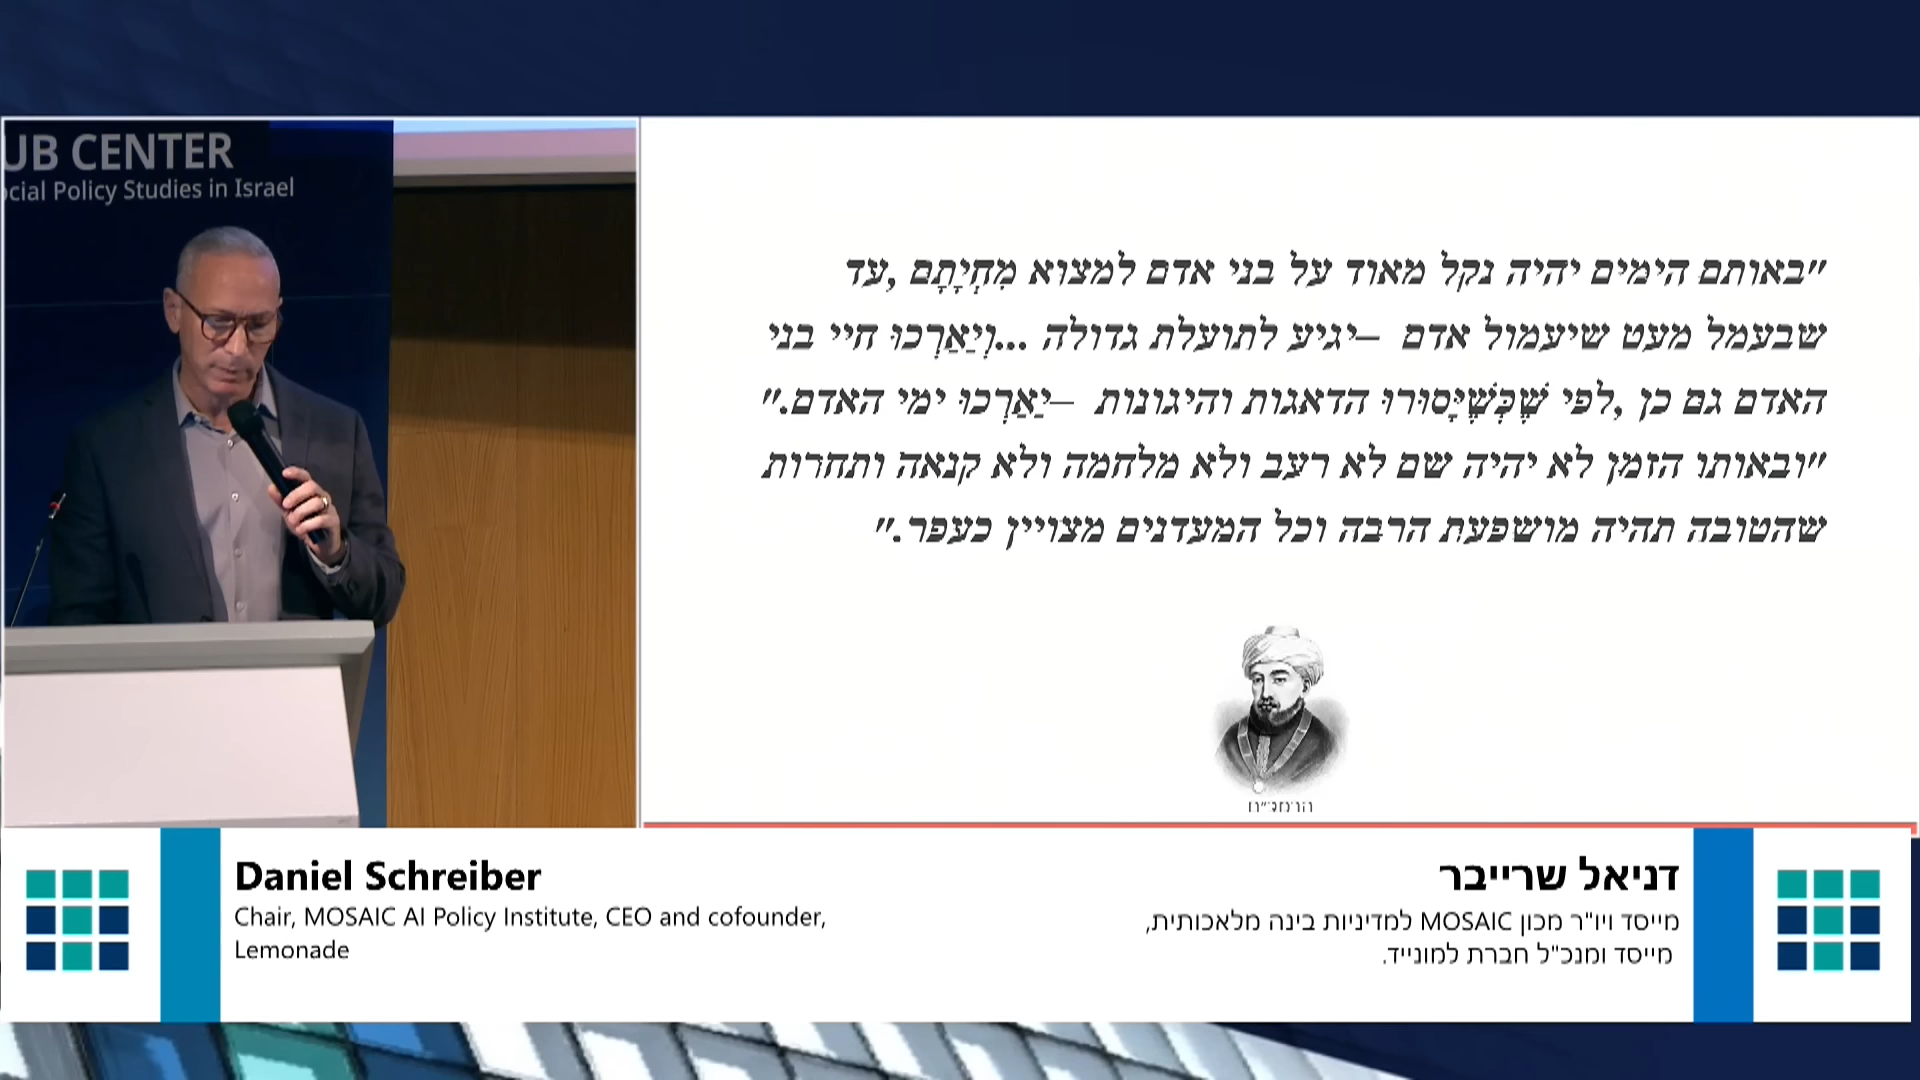 UB CENTER
ocial Policy Studies in Israel
"באותם הימים יהיה נקל מאוד על בני אדם למצוא מִחְיָתָם ,עד
שבעמל מעט שיעמול אדם –יגיע לתועלת גדולה ...וְיַאַרְכוּ חיי בני
האדם גם כן ,לפי שֶׁכְּשֶׁיָּסוּרוּ הדאגות והיגונות –יַאַרְכוּ ימי האדם."
"ובאותו הזמן לא יהיה שם לא רעב ולא מלחמה ולא קנאה ותחרות
שהטובה תהיה מושפעת הרבה וכל המעדנים מצויין כעפר."
הרמב״ם
Daniel Schreiber
Chair, MOSAIC AI Policy Institute, CEO and cofounder,
Lemonade
דניאל שרייבר
מייסד ויו"ר מכון MOSAIC למדיניות בינה מלאכותית,
מייסד ומנכ"ל חברת למונייד.